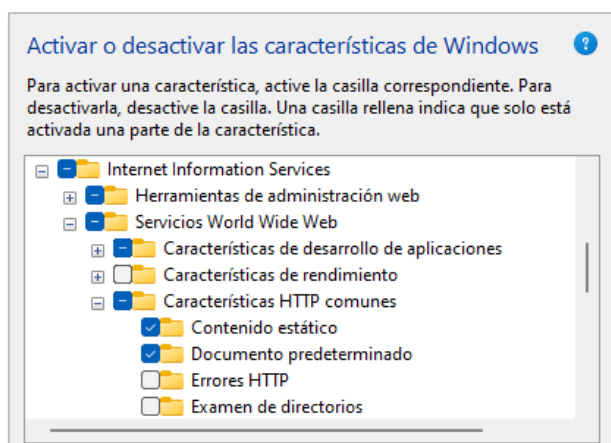 Activar o desactivar las características de Windows
?
Para activar una característica, active la casilla correspondiente. Para
desactivarla, desactive la casilla. Una casilla rellena indica que solo está
activada una parte de la característica.
Internet Information Services
Herramientas de administración web
Servicios World Wide Web
Características de desarrollo de aplicaciones
Características de rendimiento
Características HTTP comunes
Contenido estático
Documento predeterminado
Errores HTTP
Examen de directorios